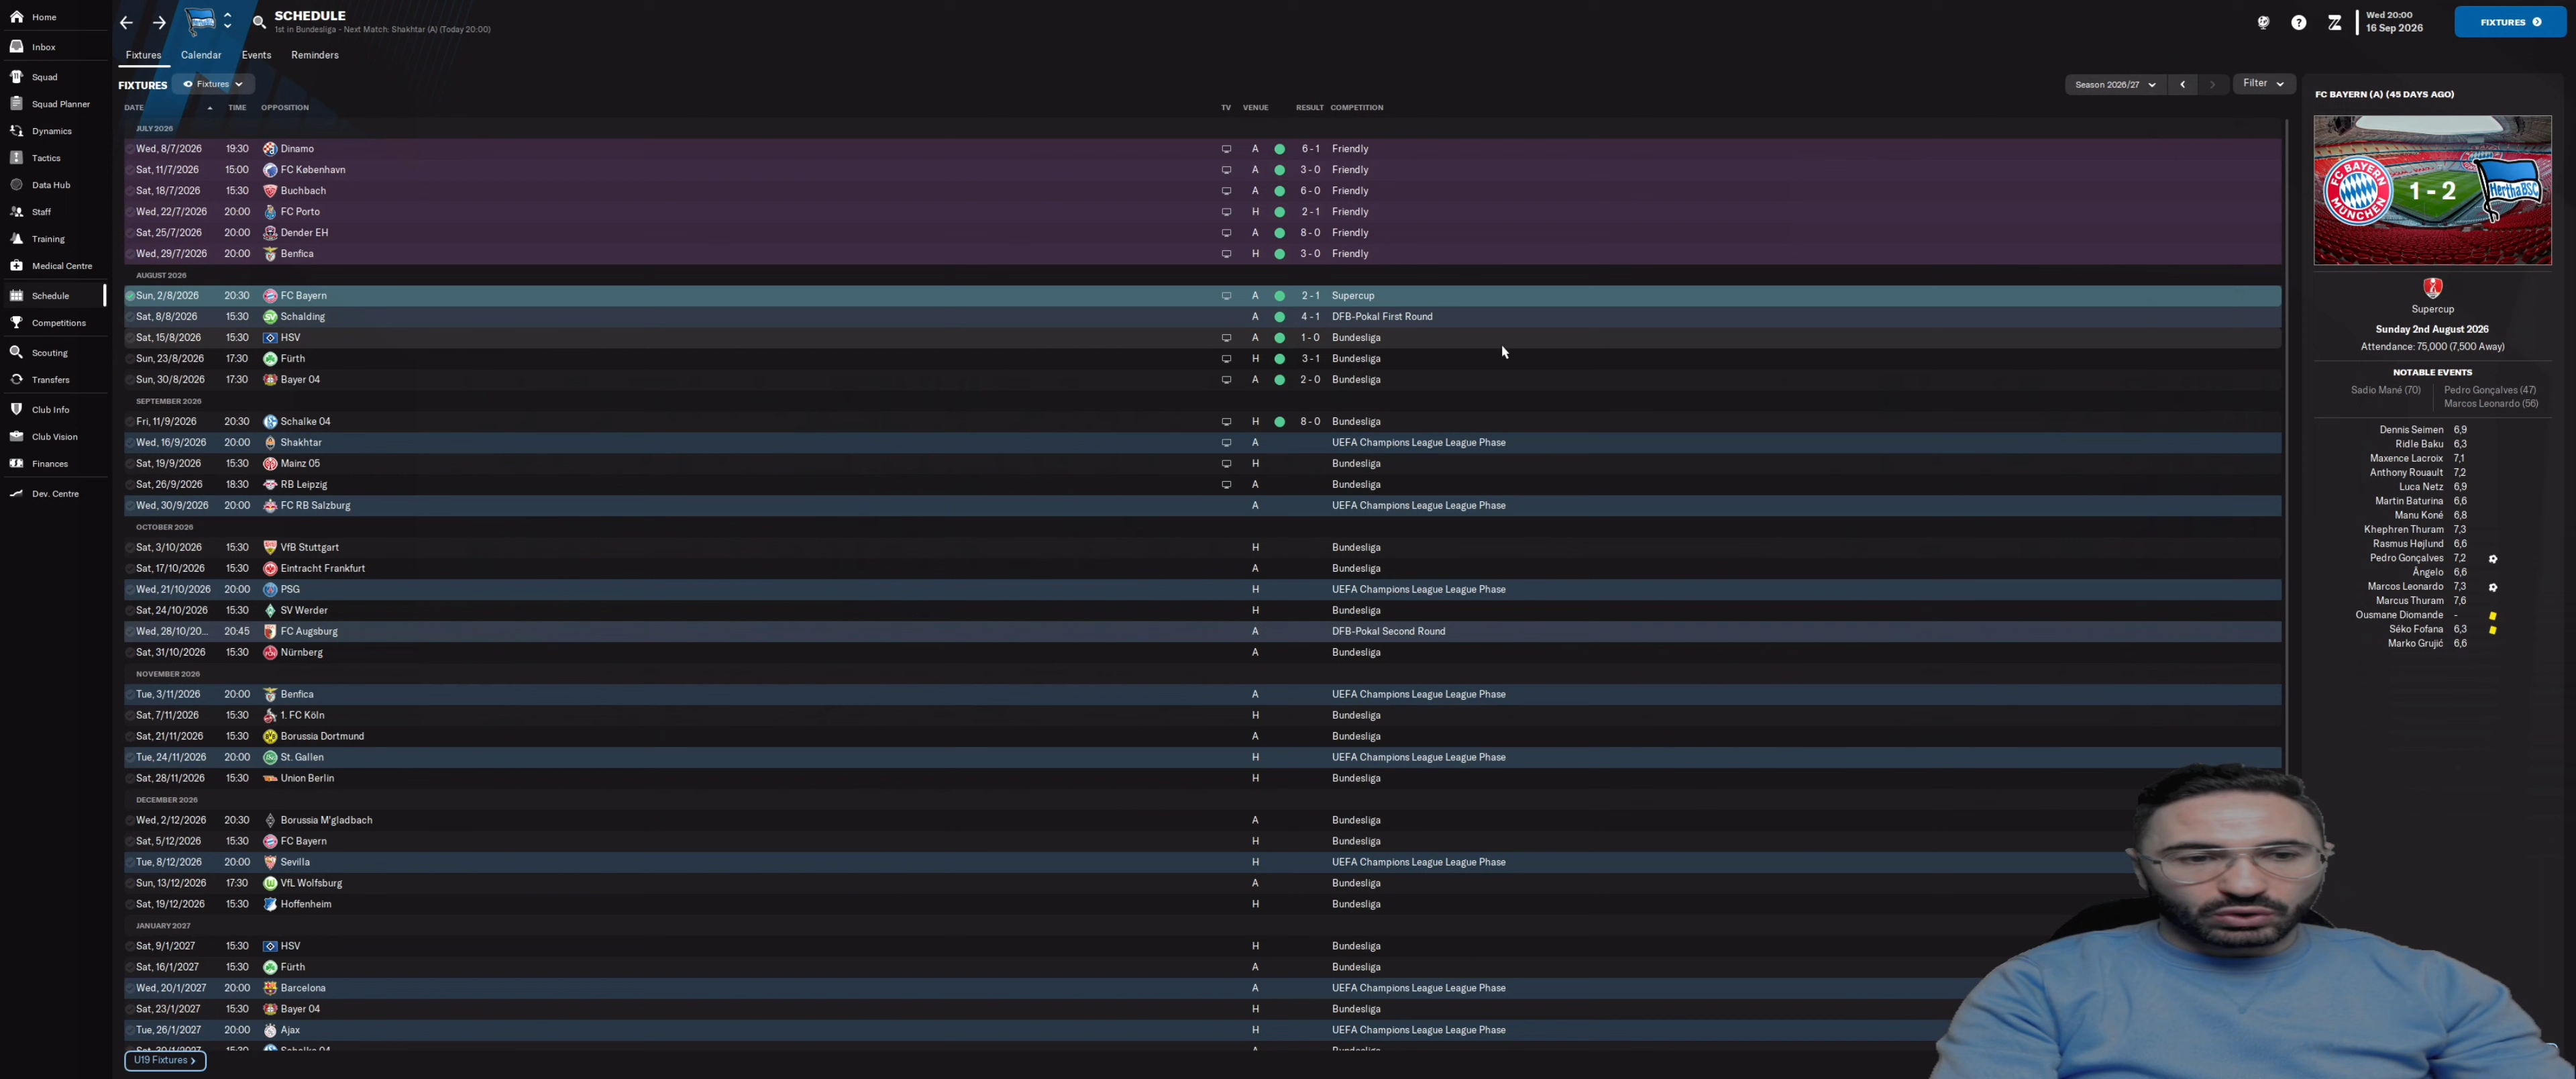 Home
Inbox
Squad
Squad Planner
Dynamics
Tactics
Data Hub
Staff
Training
Medical Centre
Schedule
Competitions
Scouting
Transfers
Club Info
Club Vision
Finances
Dev. Centre
SCHEDULE
1st in Bundesliga - Next Match: Shakhtar (A) (Today 20:00)
Wed 20:00
16 Sep 2026
FIXTURES
Fixtures Calendar Events Reminders
FIXTURES Fixtures
Season 2026/27 Filter
DATE TIME OPPOSITION TV VENUE RESULT COMPETITION
JULY 2026
Wed, 8/7/2026 19:30 Dinamo A 6 - 1 Friendly
Sat, 11/7/2026 15:00 FC København A 3 - 0 Friendly
Sat, 18/7/2026 15:30 Buchbach A 6 - 0 Friendly
Wed, 22/7/2026 20:00 FC Porto H 2 - 1 Friendly
Sat, 25/7/2026 20:00 Dender EH A 8 - 0 Friendly
Wed, 29/7/2026 20:00 Benfica H 3 - 0 Friendly
AUGUST 2026
Sun, 2/8/2026 20:30 FC Bayern A 2 - 1 Supercup
Sat, 8/8/2026 15:30 Schalding A 4 - 1 DFB-Pokal First Round
Sat, 15/8/2026 15:30 HSV A 1 - 0 Bundesliga
Sun, 23/8/2026 17:30 Fürth H 3 - 1 Bundesliga
Sun, 30/8/2026 17:30 Bayer 04 A 2 - 0 Bundesliga
SEPTEMBER 2026
Fri, 11/9/2026 20:30 Schalke 04 H 8 - 0 Bundesliga
Wed, 16/9/2026 20:00 Shakhtar A UEFA Champions League League Phase
Sat, 19/9/2026 15:30 Mainz 05 H Bundesliga
Sat, 26/9/2026 18:30 RB Leipzig A Bundesliga
Wed, 30/9/2026 20:00 FC RB Salzburg A UEFA Champions League League Phase
OCTOBER 2026
Sat, 3/10/2026 15:30 VfB Stuttgart H Bundesliga
Sat, 17/10/2026 15:30 Eintracht Frankfurt A Bundesliga
Wed, 21/10/2026 20:00 PSG H UEFA Champions League League Phase
Sat, 24/10/2026 15:30 SV Werder H Bundesliga
Wed, 28/10/20... 20:45 FC Augsburg A DFB-Pokal Second Round
Sat, 31/10/2026 15:30 Nürnberg A Bundesliga
NOVEMBER 2026
Tue, 3/11/2026 20:00 Benfica A UEFA Champions League League Phase
Sat, 7/11/2026 15:30 1. FC Köln H Bundesliga
Sat, 21/11/2026 15:30 Borussia Dortmund A Bundesliga
Tue, 24/11/2026 20:00 St. Gallen H UEFA Champions League League Phase
Sat, 28/11/2026 15:30 Union Berlin H Bundesliga
DECEMBER 2026
Wed, 2/12/2026 20:30 Borussia M'gladbach A Bundesliga
Sat, 5/12/2026 15:30 FC Bayern H Bundesliga
Tue, 8/12/2026 20:00 Sevilla H UEFA Champions League League Phase
Sun, 13/12/2026 17:30 VfL Wolfsburg A Bundesliga
Sat, 19/12/2026 15:30 Hoffenheim H Bundesliga
JANUARY 2027
Sat, 9/1/2027 15:30 HSV H Bundesliga
Sat, 16/1/2027 15:30 Fürth A Bundesliga
Wed, 20/1/2027 20:00 Barcelona A UEFA Champions League League Phase
Sat, 23/1/2027 15:30 Bayer 04 H Bundesliga
Tue, 26/1/2027 20:00 Ajax H UEFA Champions League League Phase
Sat, 30/1/2027 15:30 Schalke 04 A Bundesliga
U19 Fixtures
FC BAYERN (A) (45 DAYS AGO)
FC BAYERN MÜNCHEN 1 - 2 Hertha BSC
Supercup
Sunday 2nd August 2026
Attendance: 75,000 (7,500 Away)
NOTABLE EVENTS
Sadio Mané (70) Pedro Gonçalves (47)
Marcos Leonardo (56)
Dennis Seimen 6,9
Ridle Baku 6,3
Maxence Lacroix 7,1
Anthony Rouault 7,2
Luca Netz 6,9
Martin Baturina 6,6
Manu Koné 6,8
Khephren Thuram 7,3
Rasmus Højlund 6,6
Pedro Gonçalves 7,2
Ângelo 6,6
Marcos Leonardo 7,3
Marcus Thuram 7,6
Ousmane Diomande -
Séko Fofana 6,3
Marko Grujić 6,6